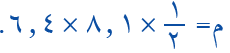 م = ١/٢ × ٨,١ × ٦,٤.